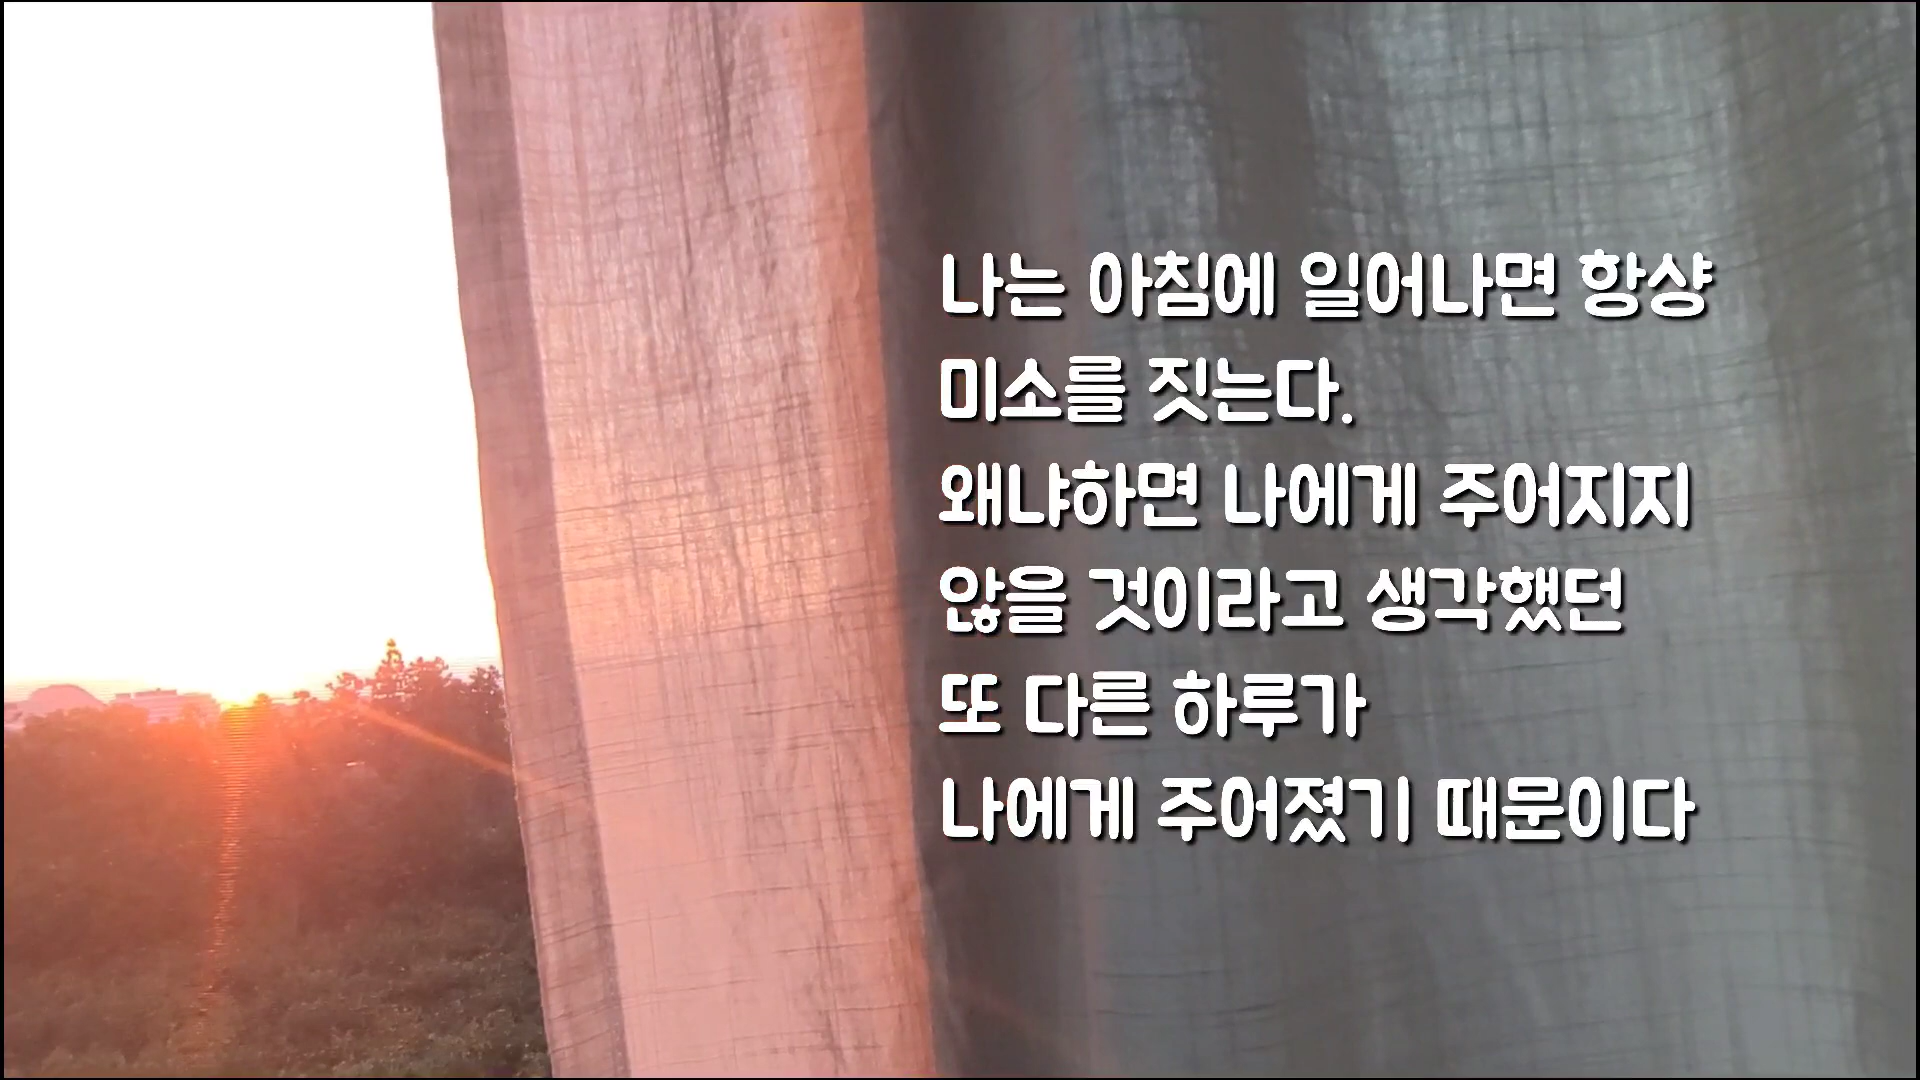 나는 아침에 일어나면 항샹
미소를 짓는다.
왜냐하면 나에게 주어지지
않을 것이라고 생각했던
또 다른 하루가
나에게 주어졌기 때문이다